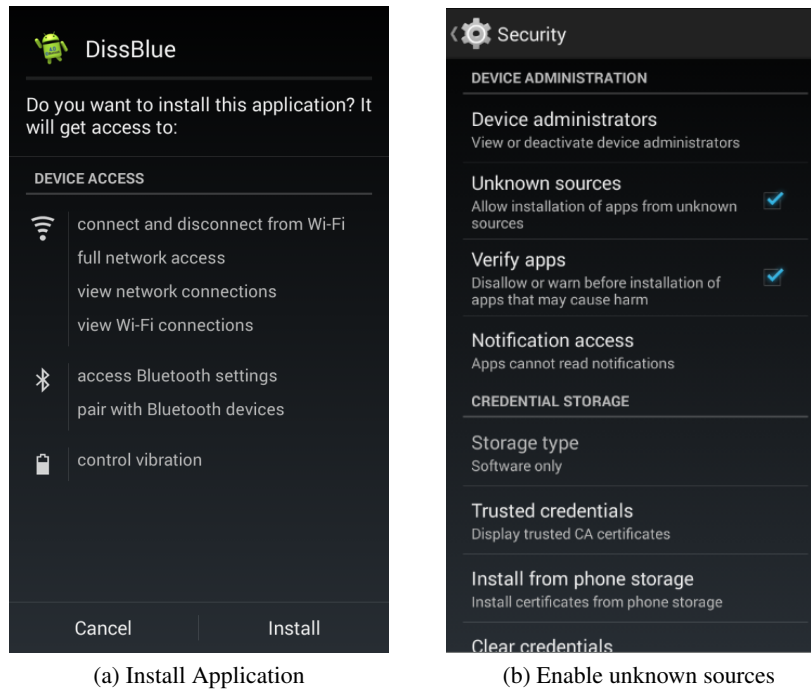 DissBlue
Do you want to install this application? It
will get access to:
DEVICE ACCESS
connect and disconnect from Wi-Fi
full network access
view network connections
view Wi-Fi connections
access Bluetooth settings
pair with Bluetooth devices
control vibration
Cancel
Install
(a) Install Application
Security
DEVICE ADMINISTRATION
Device administrators
View or deactivate device administrators
Unknown sources
Allow installation of apps from unknown
sources
Verify apps
Disallow or warn before installation of
apps that may cause harm
Notification access
Apps cannot read notifications
CREDENTIAL STORAGE
Storage type
Software only
Trusted credentials
Display trusted CA certificates
Install from phone storage
Install certificates from phone storage
Clear credentials
(b) Enable unknown sources